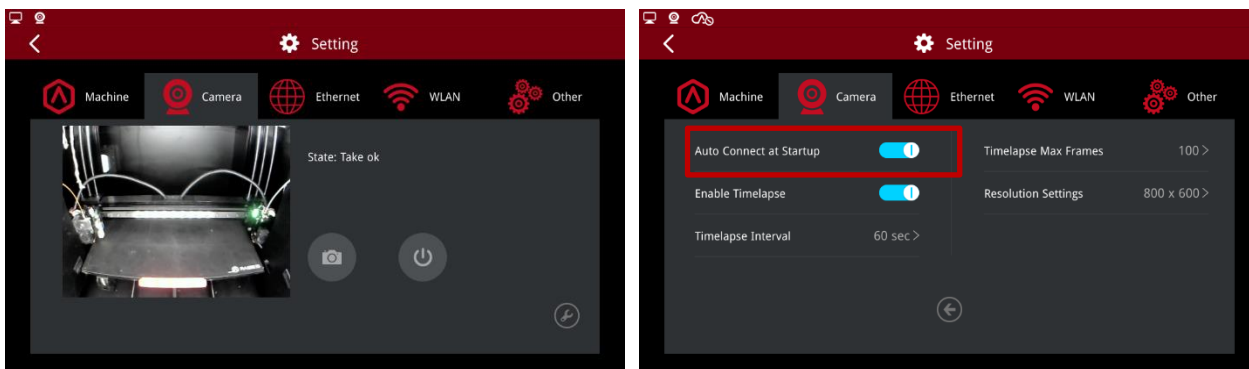 Setting
Machine Camera Ethernet WLAN Other
State: Take ok
Setting
Machine Camera Ethernet WLAN Other
Auto Connect at Startup
Timelapse Max Frames 100 >
Enable Timelapse
Resolution Settings 800 x 600 >
Timelapse Interval 60 sec >